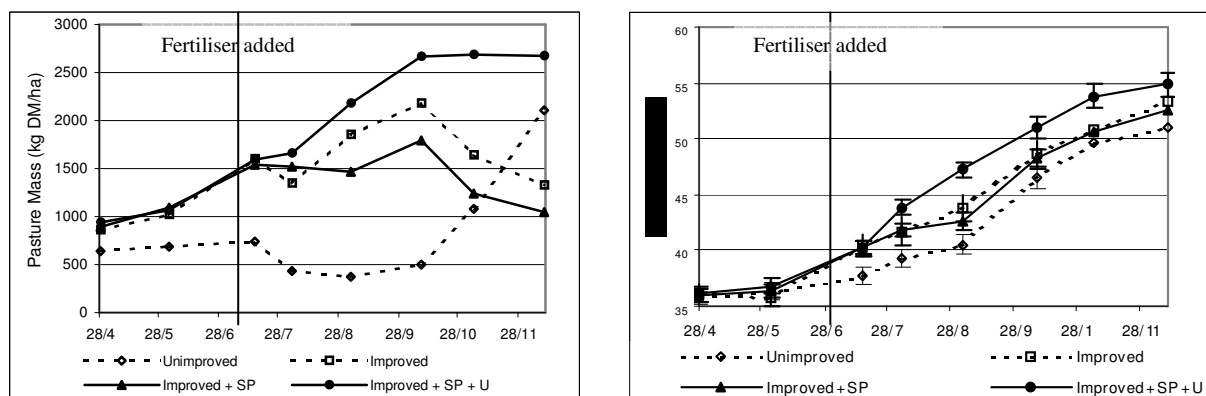 Pasture Mass (kg DM/ha)
3000
2500
2000
1500
1000
500
0
Fertiliser added
28/4 28/5 28/6 28/7 28/8 28/9 28/10 28/11
Unimproved Improved
Improved + SP Improved + SP + U
60
55
50
45
40
35
Fertiliser added
28/4 28/5 28/6 28/7 28/8 28/9 28/1 28/11
Unimproved Improved
Improved+SP Improved+SP+U